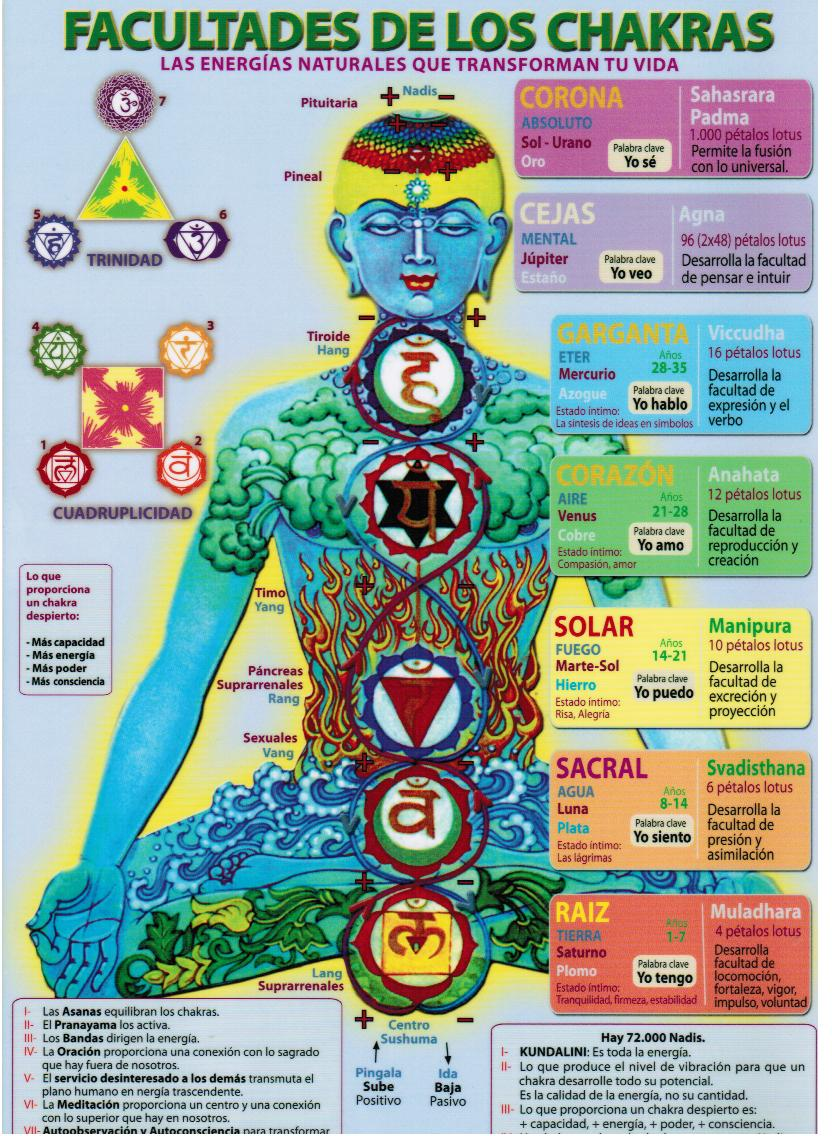 FACULTADES DE LOS CHAKRAS
LAS ENERGÍAS NATURALES QUE TRANSFORMAN TU VIDA
7
5
6
TRINIDAD
4
3
1
2
CUADRUPLICIDAD
Lo que
proporciona
un chakra
despierto:
- Más capacidad
- Más energía
- Más poder
- Más consciencia
Nadis
Pituitaria
Pineal
Tiroide
Hang
Timo
Yang
Páncreas
Suprarrenales
Rang
Sexuales
Vang
Lang
Suprarrenales
Centro
Sushuma
Pingala
Sube
Positivo
Ida
Baja
Pasivo
CORONA
ABSOLUTO
Sol - Urano
Oro
Palabra clave
Yo sé
Sahasrara
Padma
1.000 pétalos lotus
Permite la fusión
con lo universal.
CEJAS
MENTAL
Júpiter
Estaño
Palabra clave
Yo veo
Agna
96 (2x48) pétalos lotus
Desarrolla la facultad
de pensar e intuir
GARGANTA
ETER
Mercurio
Azogue
Años
28-35
Palabra clave
Yo hablo
Estado íntimo:
La síntesis de ideas en símbolos
Viccudha
16 pétalos lotus
Desarrolla la
facultad de
expresión y el
verbo
CORAZÓN
AIRE
Venus
Cobre
Años
21-28
Palabra clave
Yo amo
Estado íntimo:
Compasión, amor
Anahata
12 pétalos lotus
Desarrolla la
facultad de
reproducción y
creación
SOLAR
FUEGO
Marte-Sol
Hierro
Años
14-21
Palabra clave
Yo puedo
Estado íntimo:
Risa, Alegría
Manipura
10 pétalos lotus
Desarrolla la
facultad de
excreción y
proyección
SACRAL
AGUA
Luna
Plata
Años
8-14
Palabra clave
Yo siento
Estado íntimo:
Las lágrimas
Svadisthana
6 pétalos lotus
Desarrolla la
facultad de
presión y
asimilación
RAIZ
TIERRA
Saturno
Plomo
Años
1-7
Palabra clave
Yo tengo
Estado íntimo:
Tranquilidad, firmeza, estabilidad
Muladhara
4 pétalos lotus
Desarrolla
facultad de
locomoción,
fortaleza, vigor,
impulso, voluntad
I- Las Asanas equilibran los chakras.
II- El Pranayama los activa.
III- Los Bandas dirigen la energía.
IV- La Oración proporciona una conexión con lo sagrado
que hay fuera de nosotros.
V- El servicio desinteresado a los demás transmuta el
plano humano en nergía trascendente.
VI- La Meditación proporciona un centro y una conexión
con lo superior que hay en nosotros.
VII- Autoobservación y Autoconsciencia para transformar
Hay 72.000 Nadis.
I- KUNDALINI: Es toda la energía.
II- Lo que produce el nivel de vibración para que un
chakra desarrolle todo su potencial.
Es la calidad de la energía, no su cantidad.
III- Lo que proporciona un chakra despierto es:
+ capacidad, + energía, + poder, + consciencia.